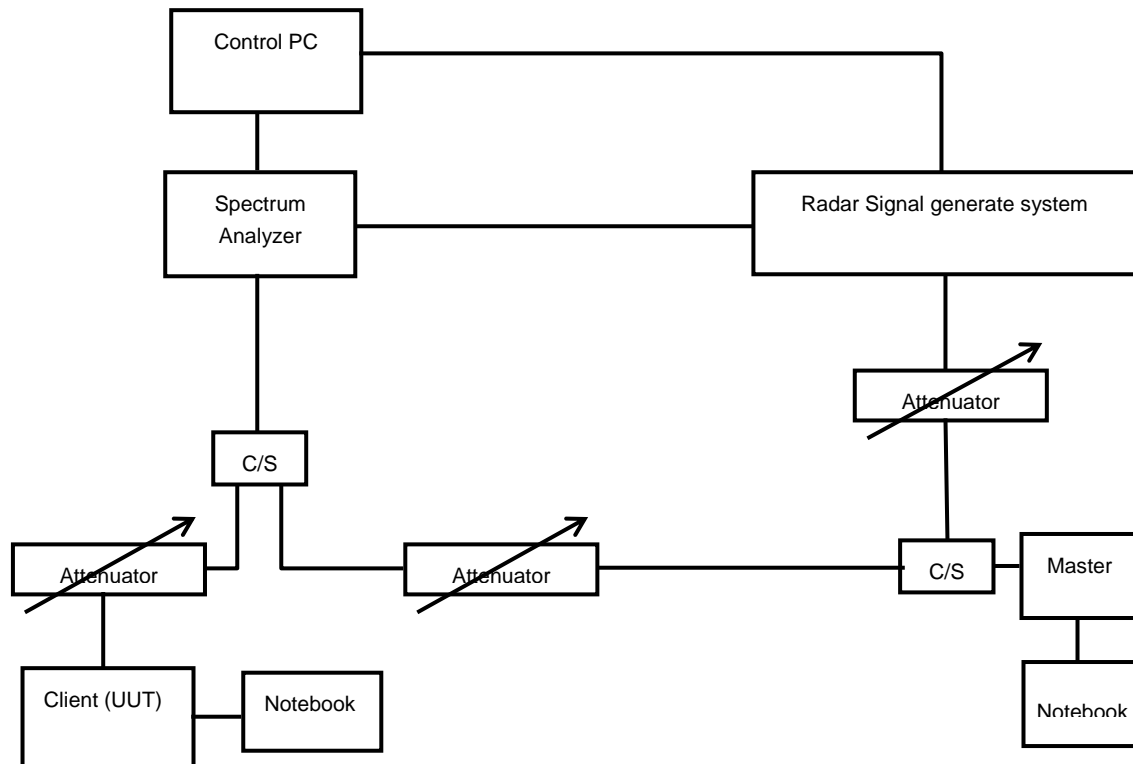 Control PC
Spectrum
Analyzer
Radar Signal generate system
Attenuator
C/S
Attenuator
Attenuator
C/S
Master
Client (UUT)
Notebook
Notebook